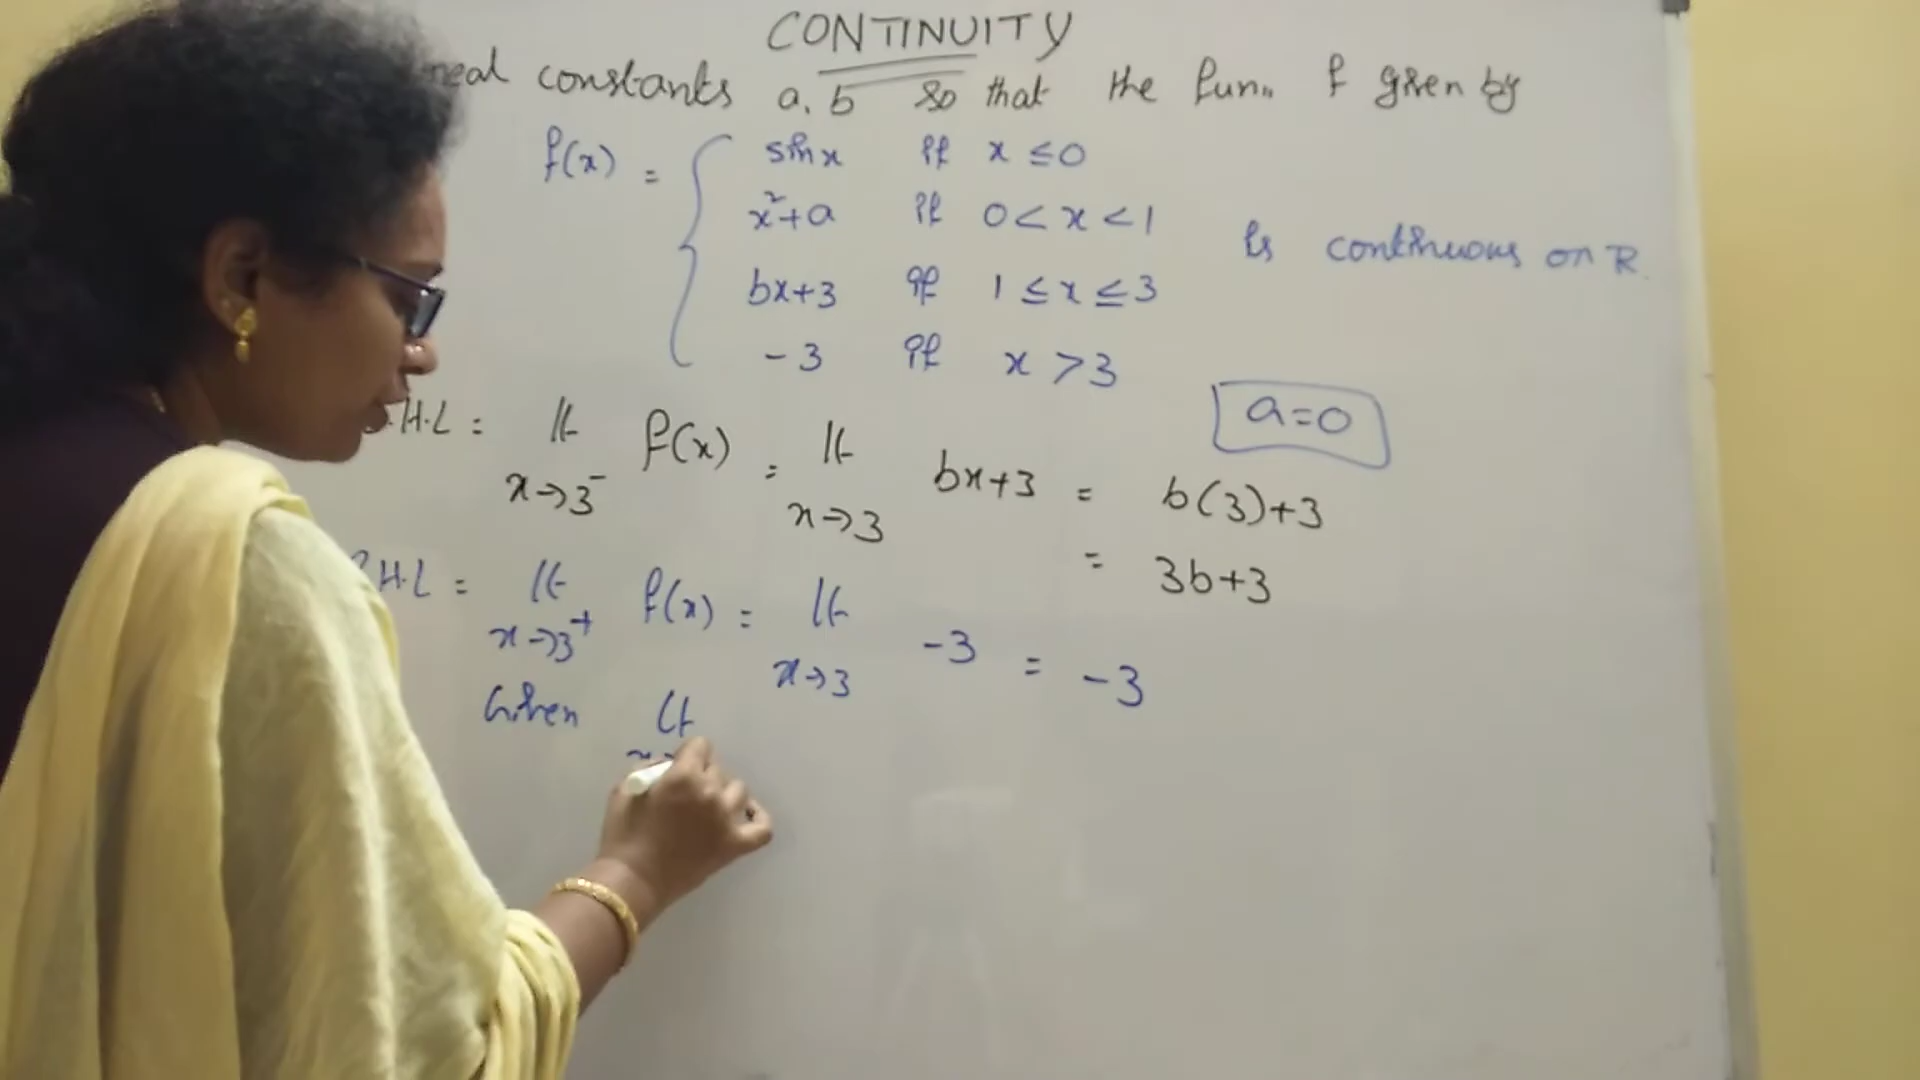 CONTINUITY
real constants a, b so that the fun. f given by
f(x) = { sin x if x ≤ 0
x²+a if 0 < x < 1
is continuous on R.
bx+3 if 1 ≤ x ≤ 3
-3 if x > 3
a=0
H.L = lt x→3⁻ f(x) = lt x→3 bx+3 = b(3)+3
= 3b+3
R.H.L = lt x→3⁺ f(x) = lt x→3 -3 = -3
Given lt